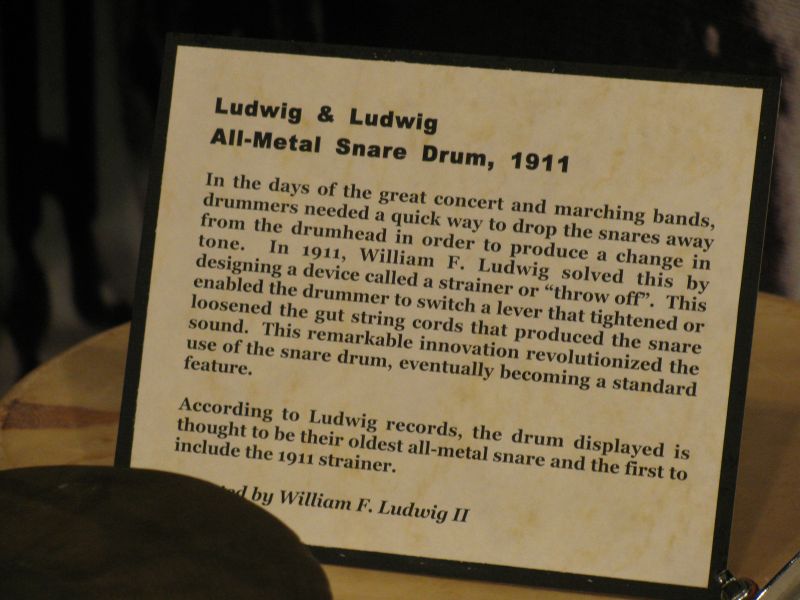 Ludwig & Ludwig
All-Metal Snare Drum, 1911
In the days of the great concert and marching bands,
drummers needed a quick way to drop the snares away
from the drumhead in order to produce a change in
tone. In 1911, William F. Ludwig solved this by
designing a device called a strainer or “throw off”. This
enabled the drummer to switch a lever that tightened or
loosened the gut string cords that produced the snare
sound. This remarkable innovation revolutionized the
use of the snare drum, eventually becoming a standard
feature.
According to Ludwig records, the drum displayed is
thought to be their oldest all-metal snare and the first to
include the 1911 strainer.
by William F. Ludwig II